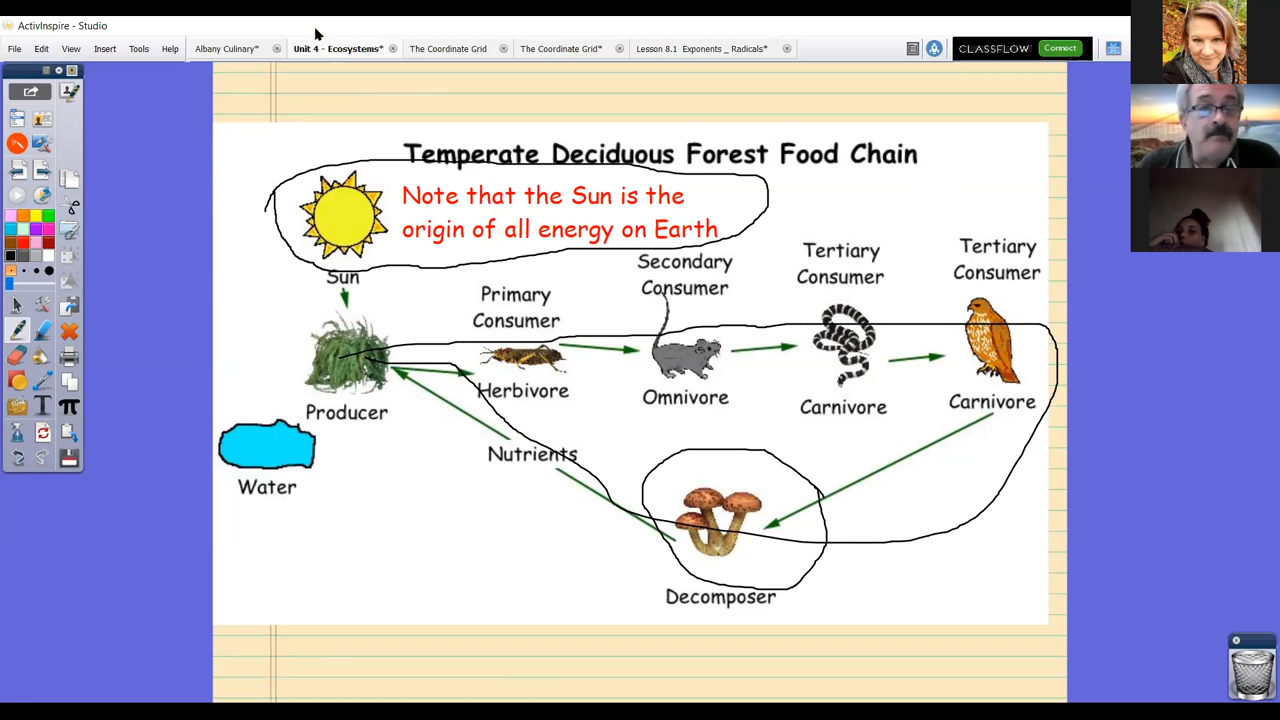 ActivInspire - Studio
File Edit View Insert Tools Help
Albany Culinary* Unit 4 - Ecosystems* The Coordinate Grid The Coordinate Grid* Lesson 8.1 Exponents _ Radicals*
CLASSFLOW Connect
Temperate Deciduous Forest Food Chain
Note that the Sun is the
origin of all energy on Earth
Sun
Primary
Consumer
Secondary
Consumer
Tertiary
Consumer
Tertiary
Consumer
Producer
Herbivore
Omnivore
Carnivore
Carnivore
Nutrients
Water
Decomposer